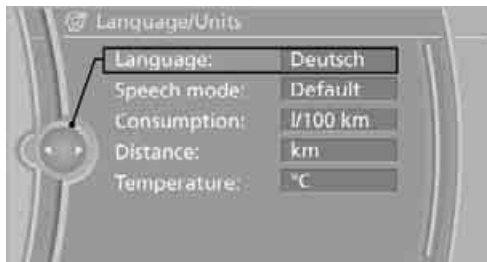 Language/Units
Language: Deutsch
Speech mode: Default
Consumption: l/100 km
Distance: km
Temperature: °C